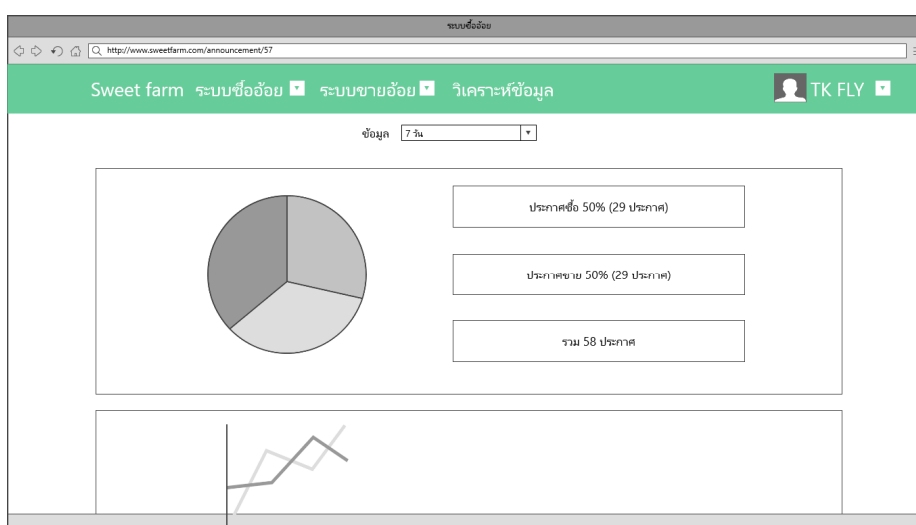 ระบบซื้ออ้อย
http://www.sweetfarm.com/announcement/57
Sweet farm ระบบซื้ออ้อย ระบบขายอ้อย วิเคราะห์ข้อมูล TK FLY
ข้อมูล 7 วัน
ประกาศซื้อ 50% (29 ประกาศ)
ประกาศขาย 50% (29 ประกาศ)
รวม 58 ประกาศ